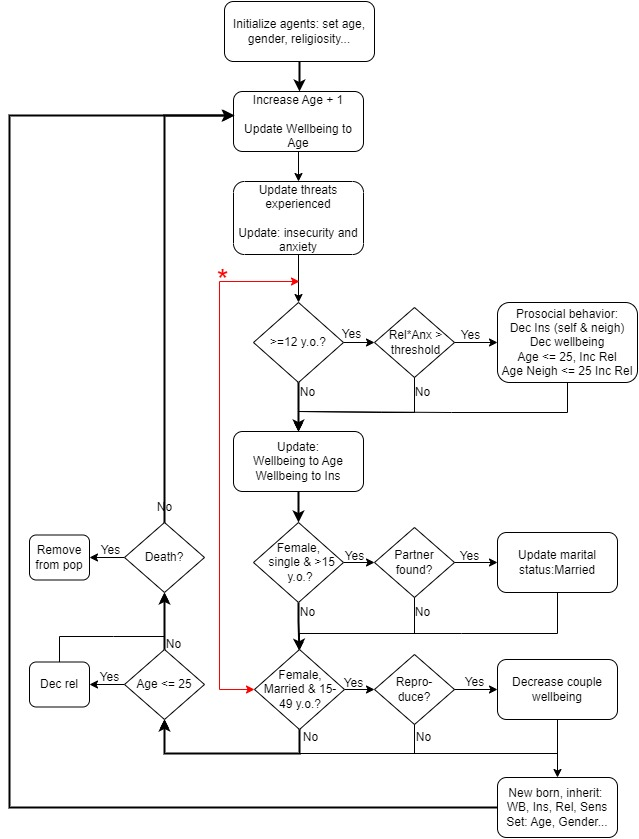 Initialize agents: set age,
gender, religiosity...
Increase Age + 1
Update Wellbeing to
Age
Update threats
experienced
Update: insecurity and
anxiety
*
>=12 y.o.?
Yes
Rel*Anx >
threshold
Yes
Prosocial behavior:
Dec Ins (self & neigh)
Dec wellbeing
Age <= 25, Inc Rel
Age Neigh <= 25 Inc Rel
No
No
Update:
Wellbeing to Age
Wellbeing to Ins
No
Remove
from pop
Yes
Death?
Female,
single & >15
y.o.?
Yes
Partner
found?
Yes
Update marital
status:Married
No
No
No
Dec rel
Yes
Age <= 25
Female,
Married & 15-
49 y.o.?
Yes
Repro-
duce?
Yes
Decrease couple
wellbeing
No
No
New born, inherit:
WB, Ins, Rel, Sens
Set: Age, Gender...